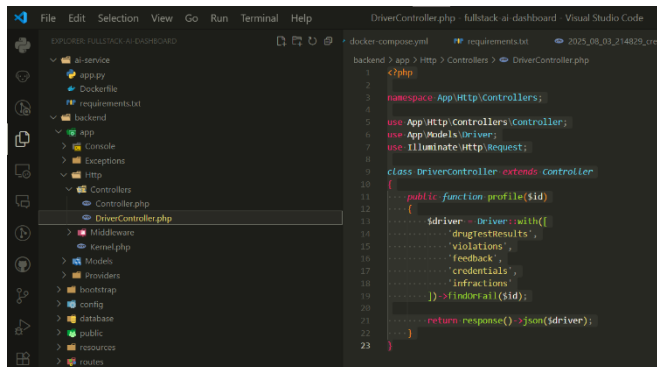 File Edit Selection View Go Run Terminal Help
DriverController.php - fullstack-ai-dashboard - Visual Studio Code
EXPLORER: FULLSTACK-AI-DASHBOARD
ai-service
app.py
Dockerfile
requirements.txt
backend
app
Console
Exceptions
Http
Controllers
Controller.php
DriverController.php
Middleware
Kernel.php
Models
Providers
bootstrap
config
database
public
resources
routes
docker-compose.yml requirements.txt 2025_08_03_214829_cre
backend > app > Http > Controllers > DriverController.php
1 <?php
2
3 namespace App\Http\Controllers;
4
5 use App\Http\Controllers\Controller;
6 use App\Models\Driver;
7 use Illuminate\Http\Request;
8
9 class DriverController extends Controller
10 {
11 public function profile($id)
12 {
13 $driver = Driver::with([
14 'drugTestResults',
15 'violations',
16 'feedback',
17 'credentials',
18 'infractions'
19 ])->findOrFail($id);
20
21 return response()->json($driver);
22 }
23 }